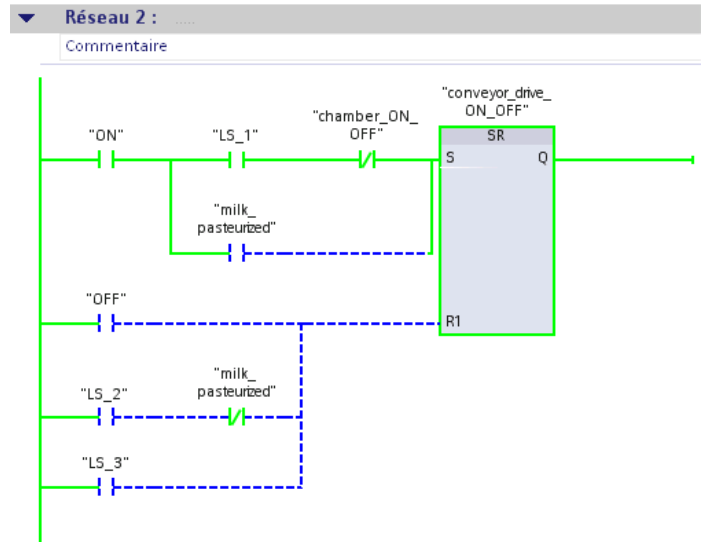 Réseau 2 : .....
Commentaire
"conveyor_drive_
ON_OFF"
"chamber_ON_
OFF"
"ON"
"LS_1"
SR
S
Q
"milk_
pasteurized"
"OFF"
R1
"milk_
pasteurized"
"LS_2"
"LS_3"